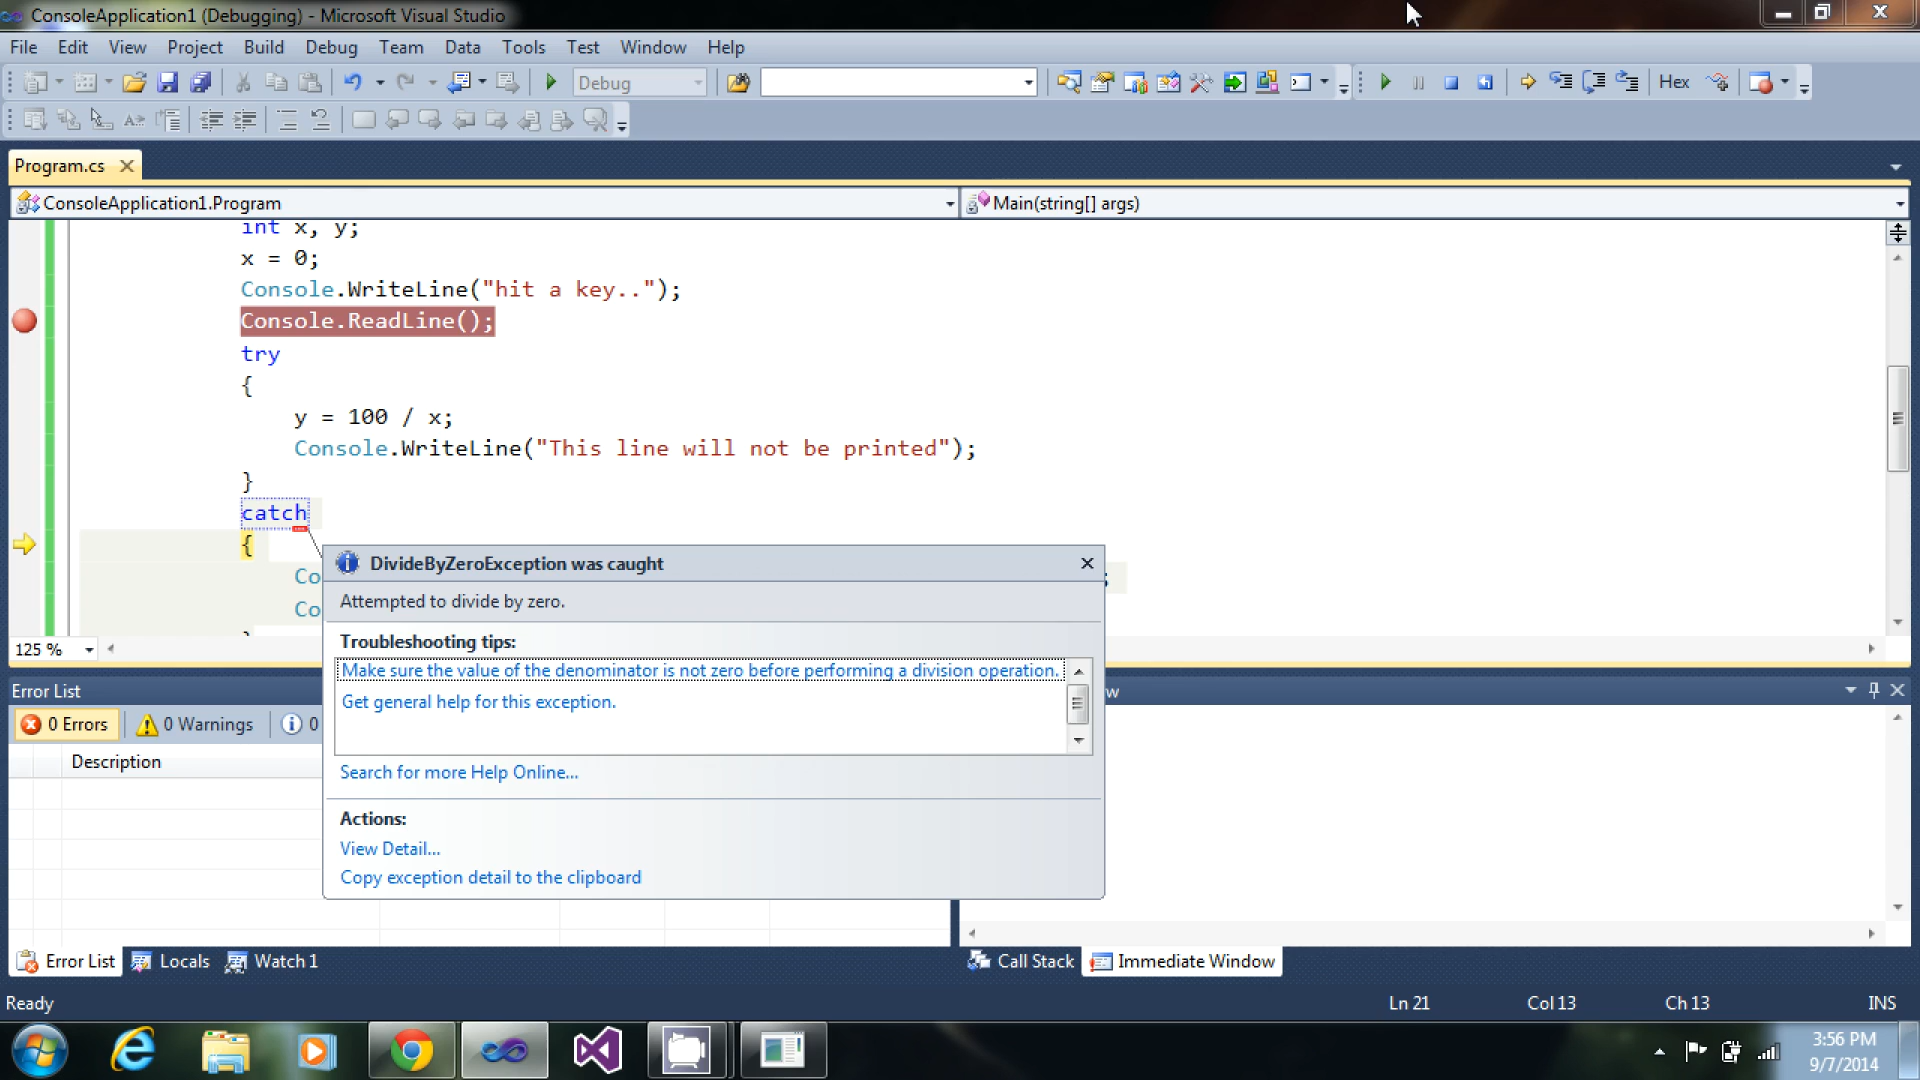 ConsoleApplication1 (Debugging) - Microsoft Visual Studio
File Edit View Project Build Debug Team Data Tools Test Window Help
Debug Hex
Program.cs
ConsoleApplication1.Program Main(string[] args)
int x, y;
x = 0;
Console.WriteLine("hit a key..");
Console.ReadLine();
try
{
y = 100 / x;
Console.WriteLine("This line will not be printed");
}
catch
{
DivideByZeroException was caught
Co ;
Attempted to divide by zero.
Co
Troubleshooting tips:
125 %
Make sure the value of the denominator is not zero before performing a division operation.
Error List w
Get general help for this exception.
0 Errors 0 Warnings 0
Description
Search for more Help Online...
Actions:
View Detail...
Copy exception detail to the clipboard
Error List Locals Watch 1 Call Stack Immediate Window
Ready Ln 21 Col 13 Ch 13 INS
3:56 PM
9/7/2014